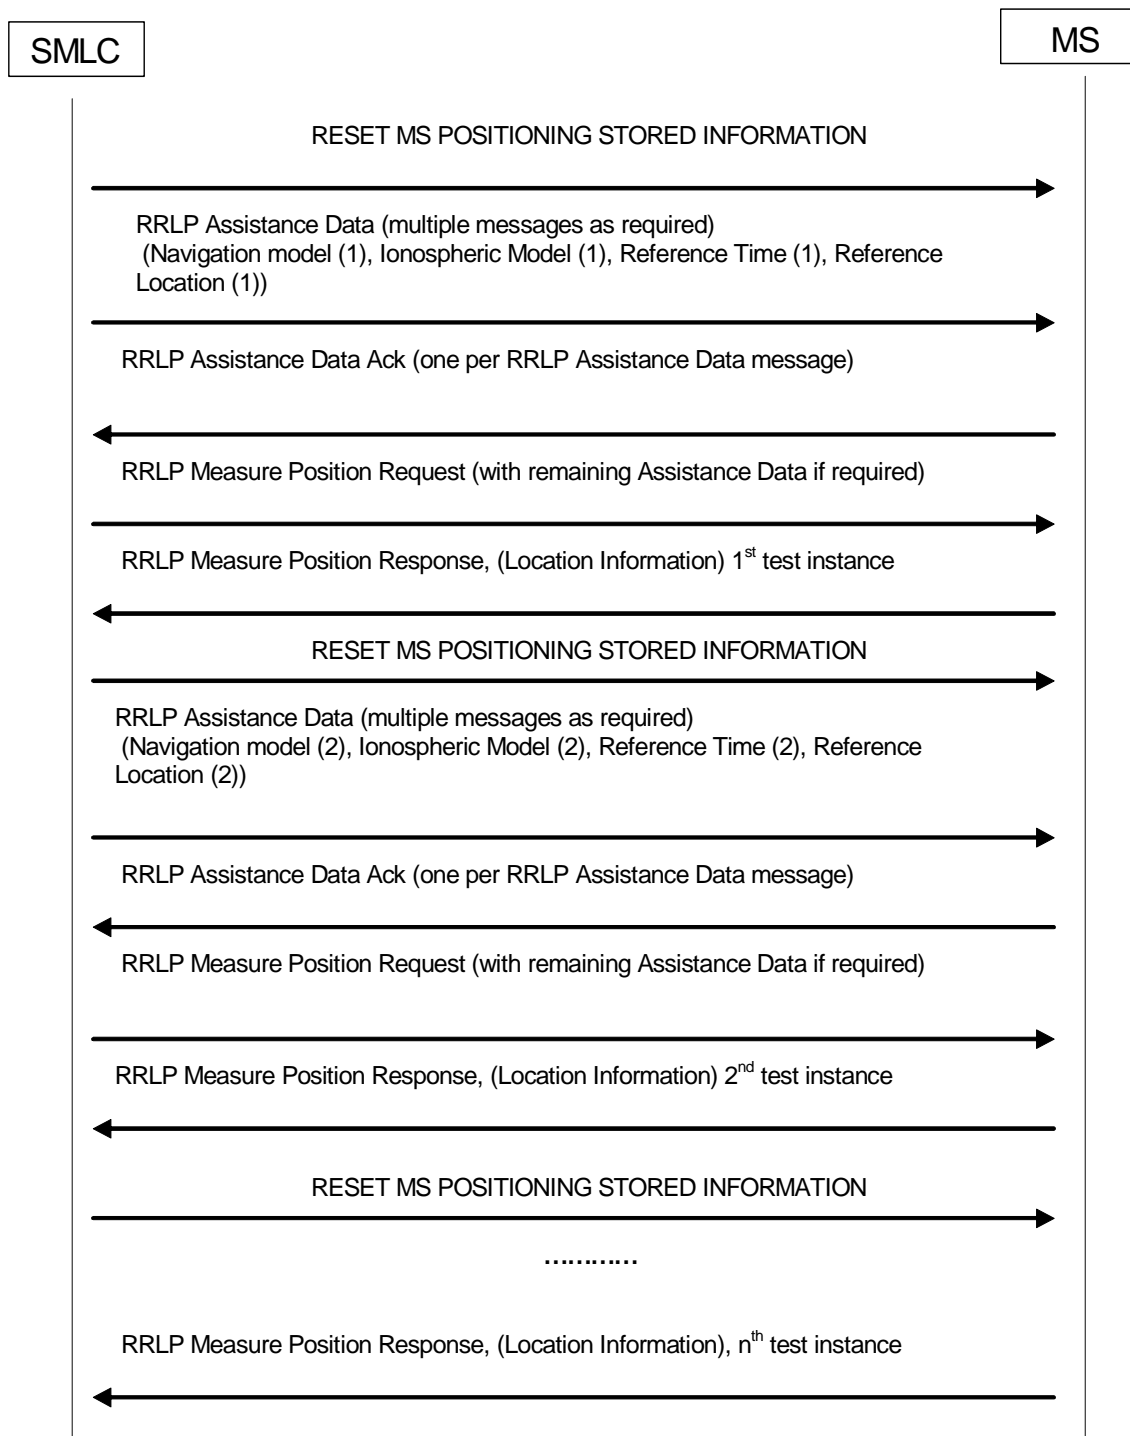 SMLC
MS
RESET MS POSITIONING STORED INFORMATION
RRLP Assistance Data (multiple messages as required)
(Navigation model (1), Ionospheric Model (1), Reference Time (1), Reference
Location (1))
RRLP Assistance Data Ack (one per RRLP Assistance Data message)
RRLP Measure Position Request (with remaining Assistance Data if required)
RRLP Measure Position Response, (Location Information) 1st test instance
RESET MS POSITIONING STORED INFORMATION
RRLP Assistance Data (multiple messages as required)
(Navigation model (2), Ionospheric Model (2), Reference Time (2), Reference
Location (2))
RRLP Assistance Data Ack (one per RRLP Assistance Data message)
RRLP Measure Position Request (with remaining Assistance Data if required)
RRLP Measure Position Response, (Location Information) 2nd test instance
RESET MS POSITIONING STORED INFORMATION
…………
RRLP Measure Position Response, (Location Information), nth test instance